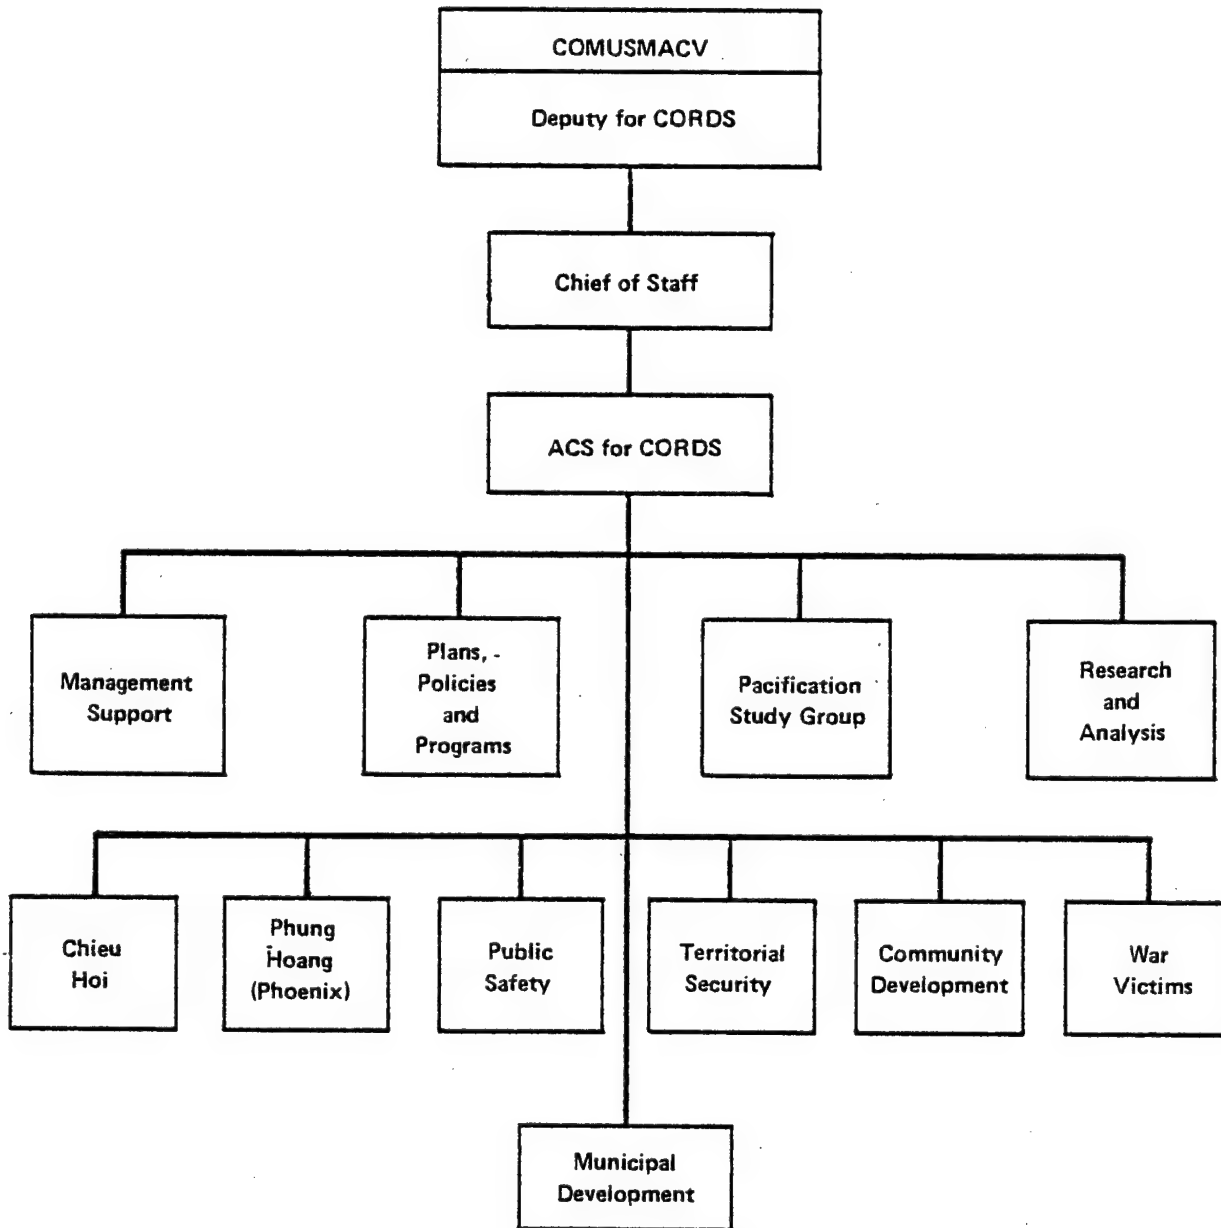 COMUSMACV
Deputy for CORDS
Chief of Staff
ACS for CORDS
Management
Support
Plans, -
Policies
and
Programs
Pacification
Study Group
Research
and
Analysis
Chieu
Hoi
Phung
Hoang
(Phoenix)
Public
Safety
Territorial
Security
Community
Development
War
Victims
Municipal
Development